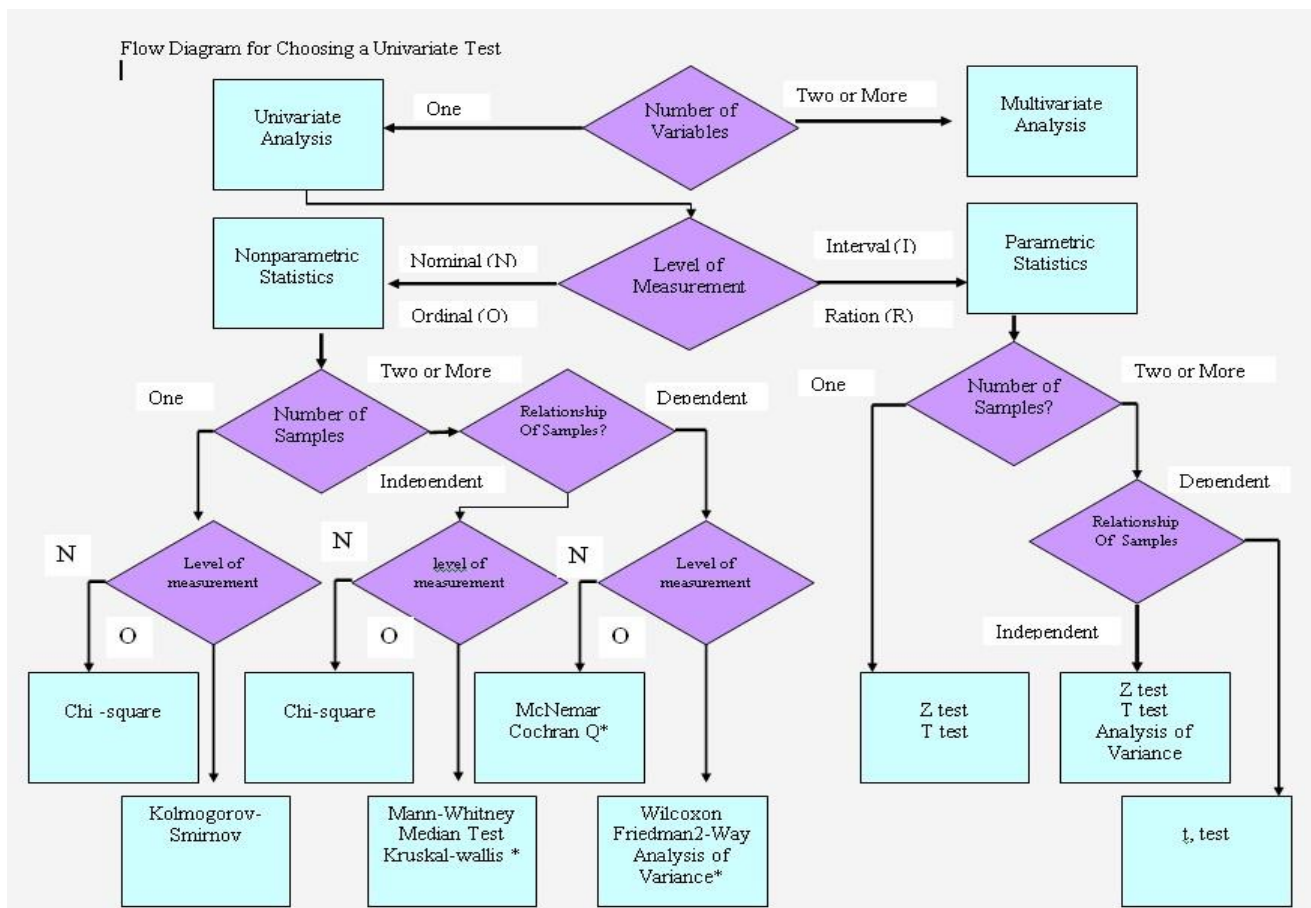 Flow Diagram for Choosing a Univariate Test
One
Number of
Variables
Two or More
Univariate
Analysis
Multivariate
Analysis
Nonparametric
Statistics
Nominal (N)
Ordinal (O)
Level of
Measurement
Interval (I)
Ration (R)
Parametric
Statistics
Two or More
One
Number of
Samples
Relationship
Of Samples?
Dependent
Independent
One
Number of
Samples?
Two or More
Dependent
Relationship
Of Samples
Independent
N
Level of
measurement
O
N
level of
measurement
O
N
Level of
measurement
O
Chi -square
Chi-square
McNemar
Cochran Q*
Z test
T test
Z test
T test
Analysis of
Variance
Kolmogorov-
Smirnov
Mann-Whitney
Median Test
Kruskal-wallis *
Wilcoxon
Friedman2-Way
Analysis of
Variance*
t, test